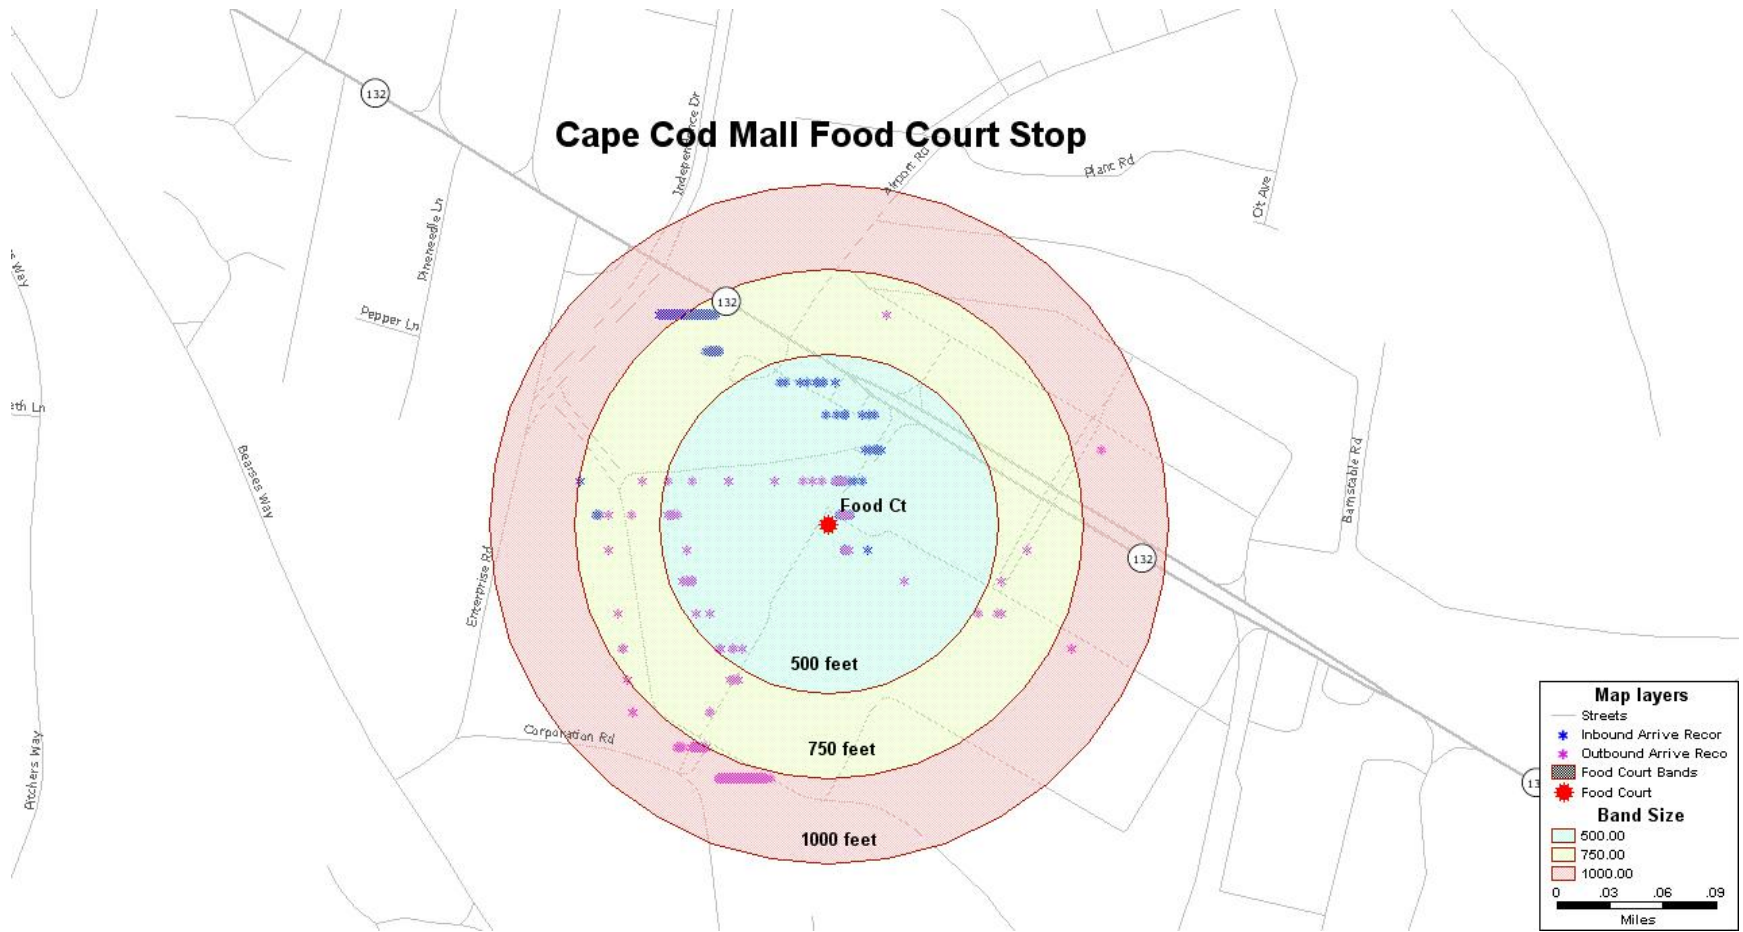 132
Cape Cod Mall Food Court Stop
Independence Dr
Airport Rd
Plant Rd
Pineneedle Ln
Pepper Ln
132
Bearses Way
Barnstable Rd
Food Ct
Enterprise Rd
132
500 feet
Corporation Rd
750 feet
Pitchers Way
1000 feet
Map layers
Streets
Inbound Arrive Recor
Outbound Arrive Reco
Food Court Bands
Food Court
Band Size
500.00
750.00
1000.00
0 .03 .06 .09
Miles